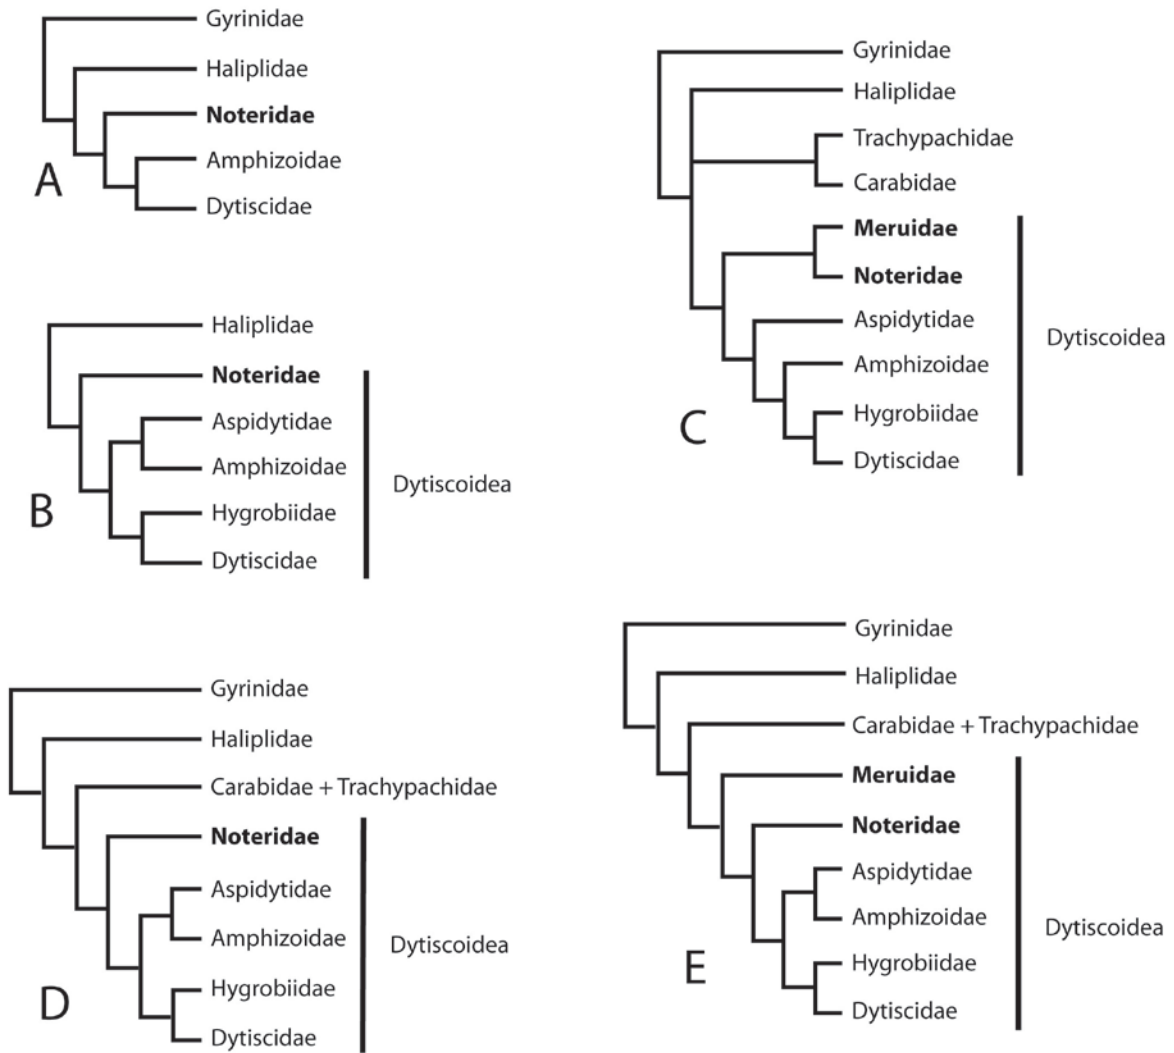 Gyrinidae
Haliplidae
Noteridae
Amphizoidae
Dytiscidae
A
Haliplidae
Noteridae
Aspidytidae
Amphizoidae
Hygrobiidae
Dytiscidae
Dytiscoidea
B
Gyrinidae
Haliplidae
Trachypachidae
Carabidae
Meruidae
Noteridae
Aspidytidae
Amphizoidae
Hygrobiidae
Dytiscidae
Dytiscoidea
C
Gyrinidae
Haliplidae
Carabidae + Trachypachidae
Noteridae
Aspidytidae
Amphizoidae
Hygrobiidae
Dytiscidae
Dytiscoidea
D
Gyrinidae
Haliplidae
Carabidae + Trachypachidae
Meruidae
Noteridae
Aspidytidae
Amphizoidae
Hygrobiidae
Dytiscidae
Dytiscoidea
E